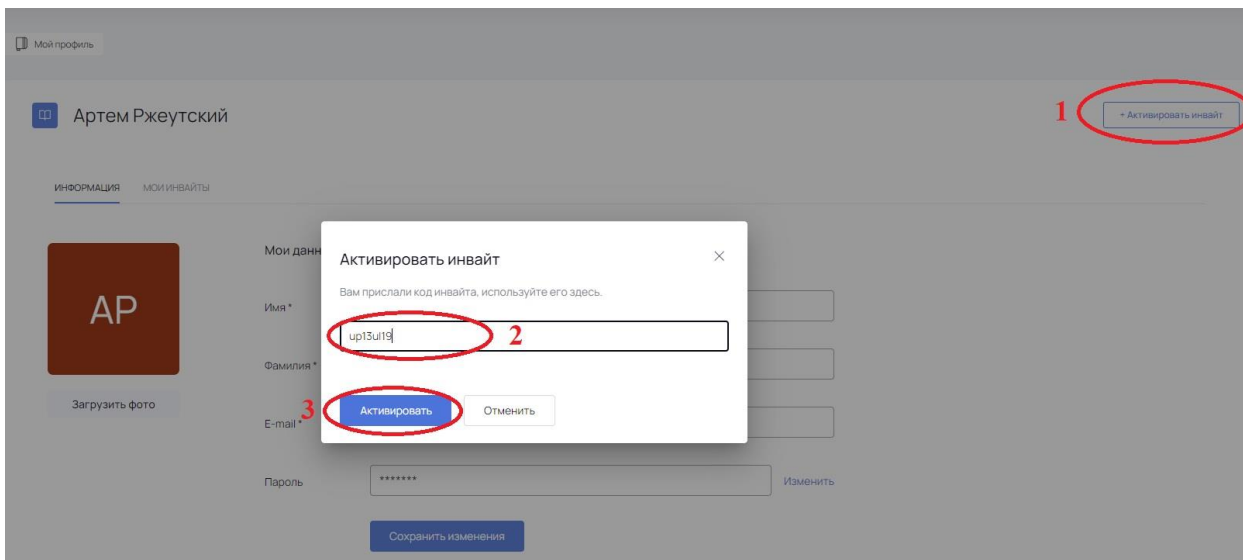 Мой профиль
Артем Ржеутский
1
+ Активировать инвайт
ИНФОРМАЦИЯ МОИ ИНВАЙТЫ
AP
Загрузить фото
Мои данн
Активировать инвайт
Вам прислали код инвайта, используйте его здесь.
Имя *
up13ul19
2
Фамилия *
3
Активировать
Отменить
E-mail *
Пароль
*******
Изменить
Сохранить изменения